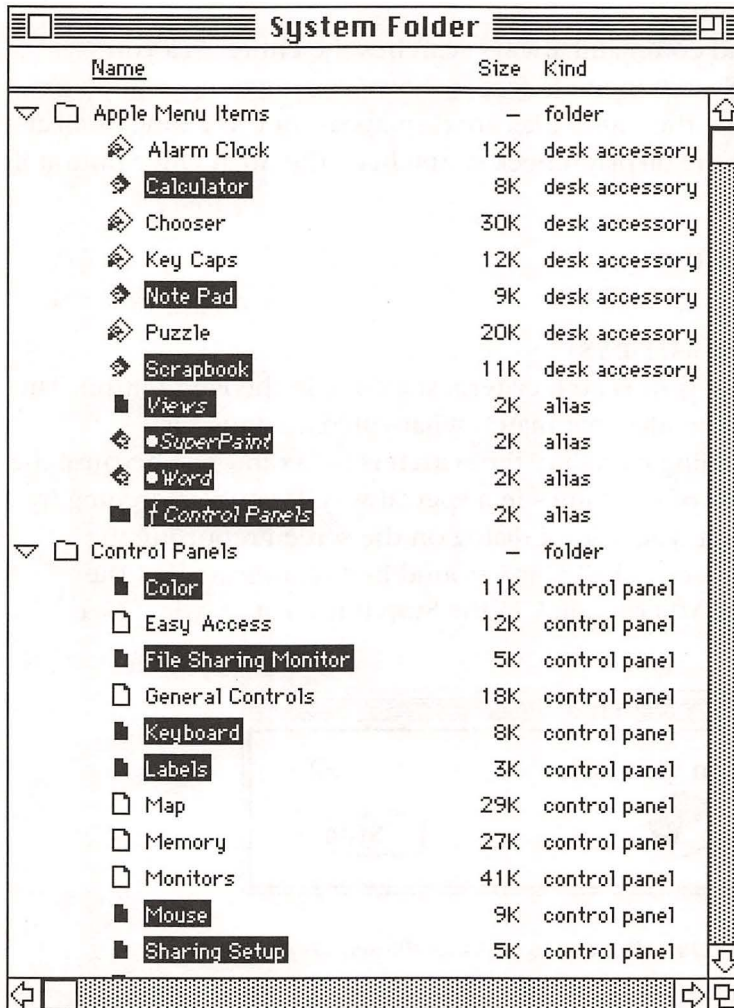 System Folder
Name Size Kind
Apple Menu Items – folder
Alarm Clock 12K desk accessory
Calculator 8K desk accessory
Chooser 30K desk accessory
Key Caps 12K desk accessory
Note Pad 9K desk accessory
Puzzle 20K desk accessory
Scrapbook 11K desk accessory
Views 2K alias
●SuperPaint 2K alias
●Word 2K alias
ƒ Control Panels 2K alias
Control Panels – folder
Color 11K control panel
Easy Access 12K control panel
File Sharing Monitor 5K control panel
General Controls 18K control panel
Keyboard 8K control panel
Labels 3K control panel
Map 29K control panel
Memory 27K control panel
Monitors 41K control panel
Mouse 9K control panel
Sharing Setup 5K control panel